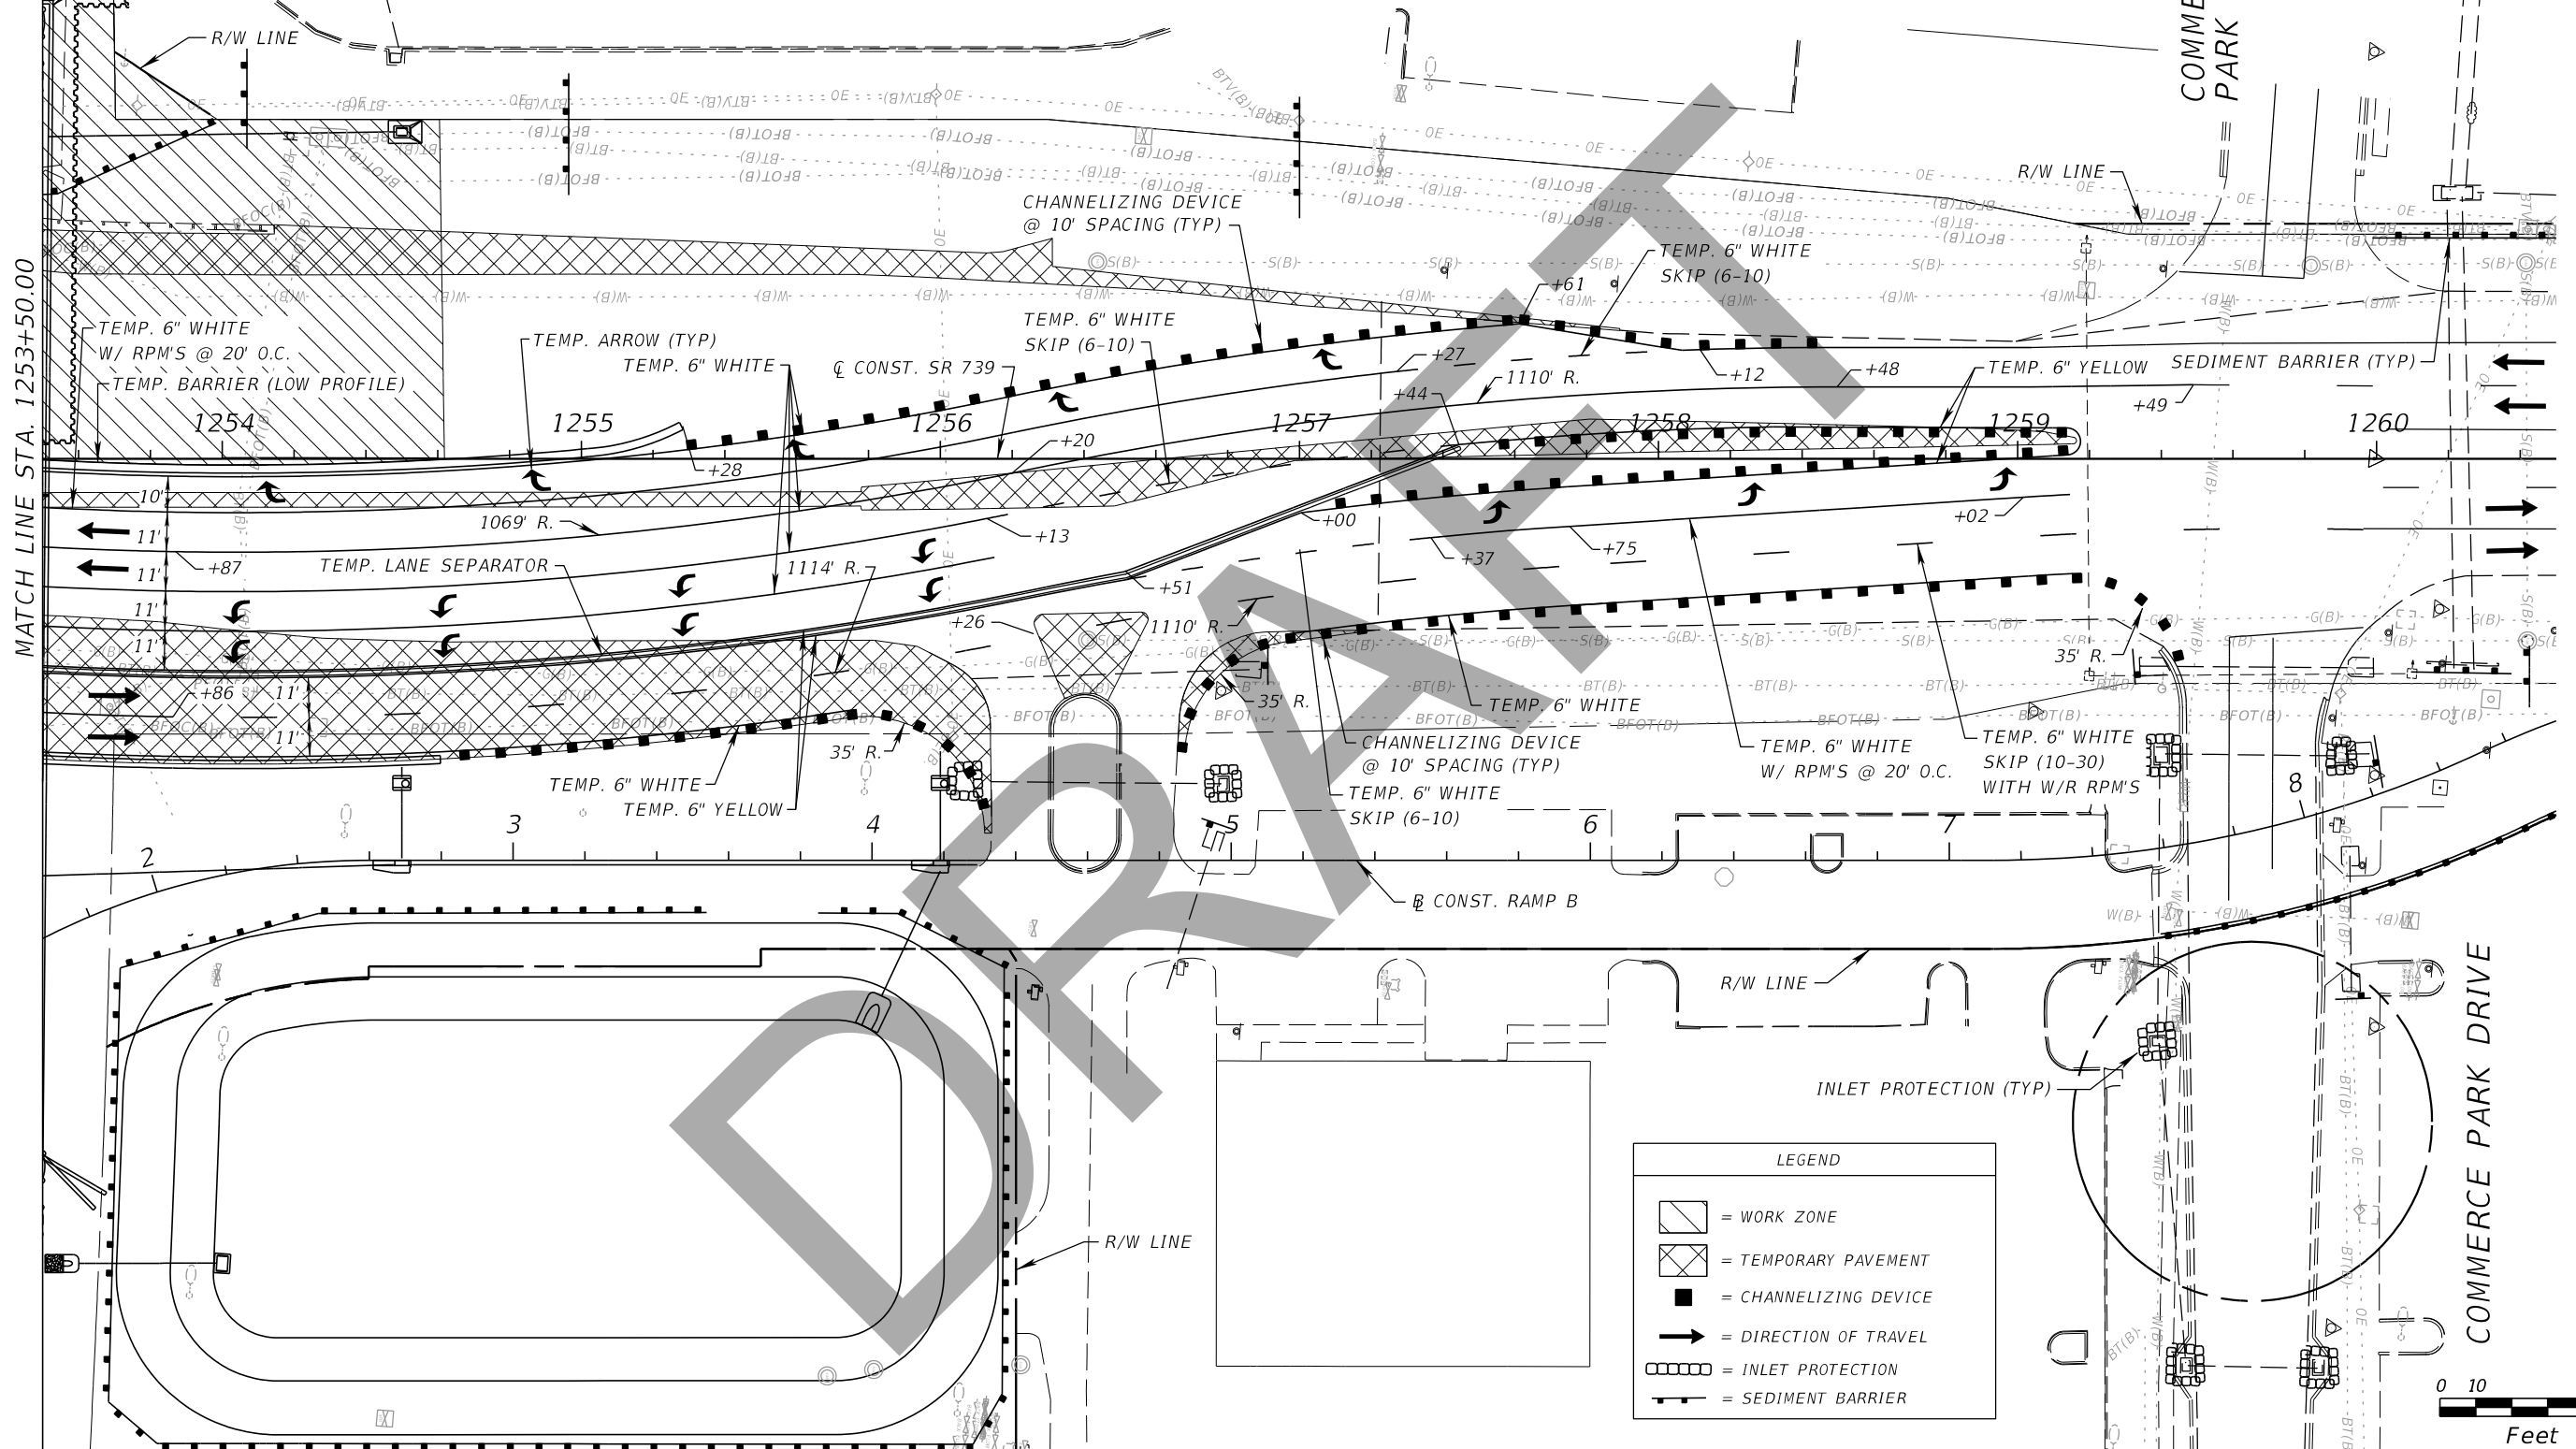 COMME
PARK
R/W LINE
R/W LINE
CHANNELIZING DEVICE
@ 10' SPACING (TYP)
TEMP. 6" WHITE
SKIP (6-10)
+61
TEMP. 6" WHITE
W/ RPM'S @ 20' O.C.
TEMP. BARRIER (LOW PROFILE)
TEMP. ARROW (TYP)
TEMP. 6" WHITE
TEMP. 6" WHITE
SKIP (6-10)
℄ CONST. SR 739
+27
1110' R.
+44
+12
+48
TEMP. 6" YELLOW
SEDIMENT BARRIER (TYP)
+49
MATCH LINE STA. 1253+50.00
1254
1255
1256
1257
1258
1259
1260
+28
+20
10'
11'
11'
11'
11'
1069' R.
+13
+00
+02
+37
+75
+87
TEMP. LANE SEPARATOR
1114' R.
+51
+26
1110' R.
35' R.
+86
11'
11'
35' R.
35' R.
TEMP. 6" WHITE
TEMP. 6" YELLOW
TEMP. 6" WHITE
CHANNELIZING DEVICE
@ 10' SPACING (TYP)
TEMP. 6" WHITE
SKIP (6-10)
TEMP. 6" WHITE
W/ RPM'S @ 20' O.C.
TEMP. 6" WHITE
SKIP (10-30)
WITH W/R RPM'S
2
3
4
5
6
7
8
OE
BTV(B)
BFOT(B)
BT(B)
S(B)
W(B)
G(B)
BFOC(B)
B CONST. RAMP B
R/W LINE
INLET PROTECTION (TYP)
R/W LINE
COMMERCE PARK DRIVE
LEGEND
= WORK ZONE
= TEMPORARY PAVEMENT
= CHANNELIZING DEVICE
= DIRECTION OF TRAVEL
= INLET PROTECTION
= SEDIMENT BARRIER
0 10
Feet
DRAFT